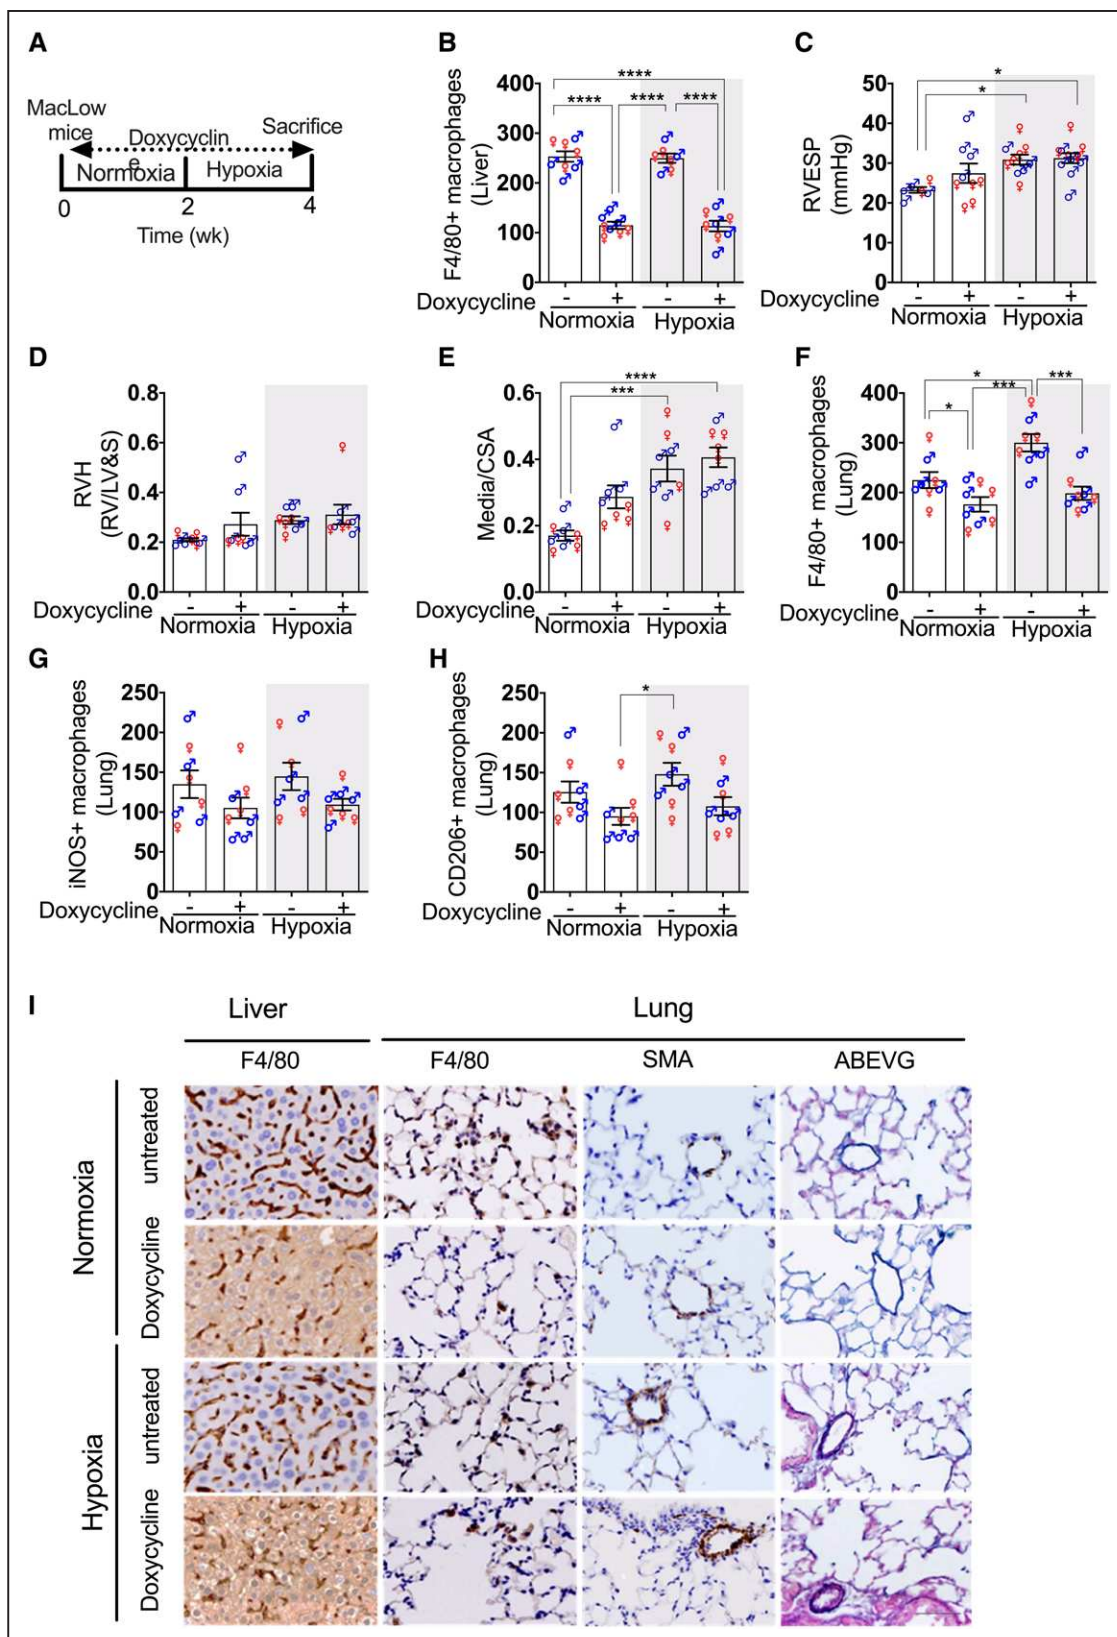 A
MacLow
mice
Doxycyclin
e
Sacrifice
Normoxia
Hypoxia
0
2
4
Time (wk)
B
F4/80+ macrophages
(Liver)
400
300
200
100
0
****
**** **** ****
Doxycycline - + - +
Normoxia Hypoxia
C
RVESP
(mmHg)
50
40
30
20
10
0
*
*
Doxycycline - + - +
Normoxia Hypoxia
D
RVH
(RV/LV&S)
0.8
0.6
0.4
0.2
0.0
Doxycycline - + - +
Normoxia Hypoxia
E
Media/CSA
0.6
0.4
0.2
0.0
****
***
Doxycycline - + - +
Normoxia Hypoxia
F
F4/80+ macrophages
(Lung)
400
300
200
100
0
* ***
***
*
Doxycycline - + - +
Normoxia Hypoxia
G
iNOS+ macrophages
(Lung)
250
200
150
100
50
0
Doxycycline - + - +
Normoxia Hypoxia
H
CD206+ macrophages
(Lung)
250
200
150
100
50
0
*
Doxycycline - + - +
Normoxia Hypoxia
I
Liver Lung
F4/80 F4/80 SMA ABEVG
Normoxia
untreated
Doxycycline
Hypoxia
untreated
Doxycycline